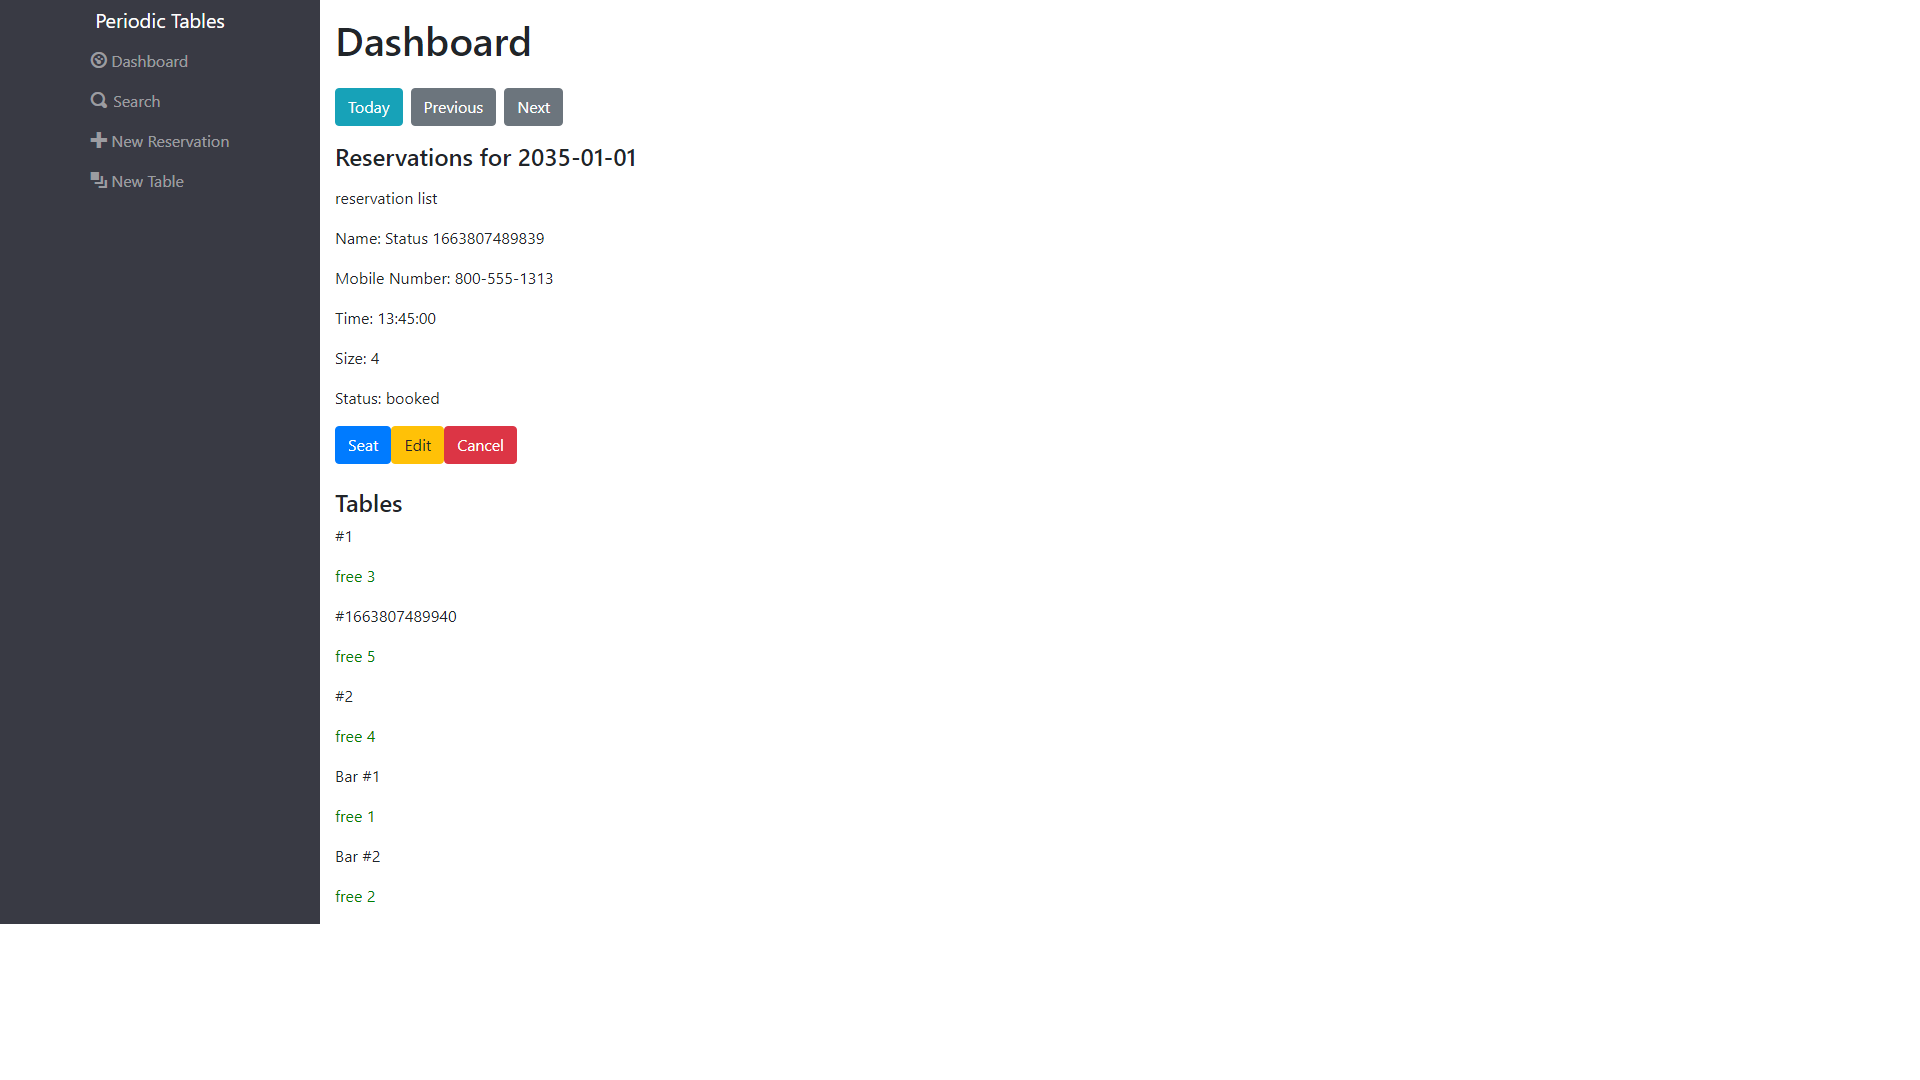 Periodic Tables
Dashboard
Search
New Reservation
New Table
Dashboard
Today Previous Next
Reservations for 2035-01-01
reservation list
Name: Status 1663807489839
Mobile Number: 800-555-1313
Time: 13:45:00
Size: 4
Status: booked
Seat Edit Cancel
Tables
#1
free 3
#1663807489940
free 5
#2
free 4
Bar #1
free 1
Bar #2
free 2